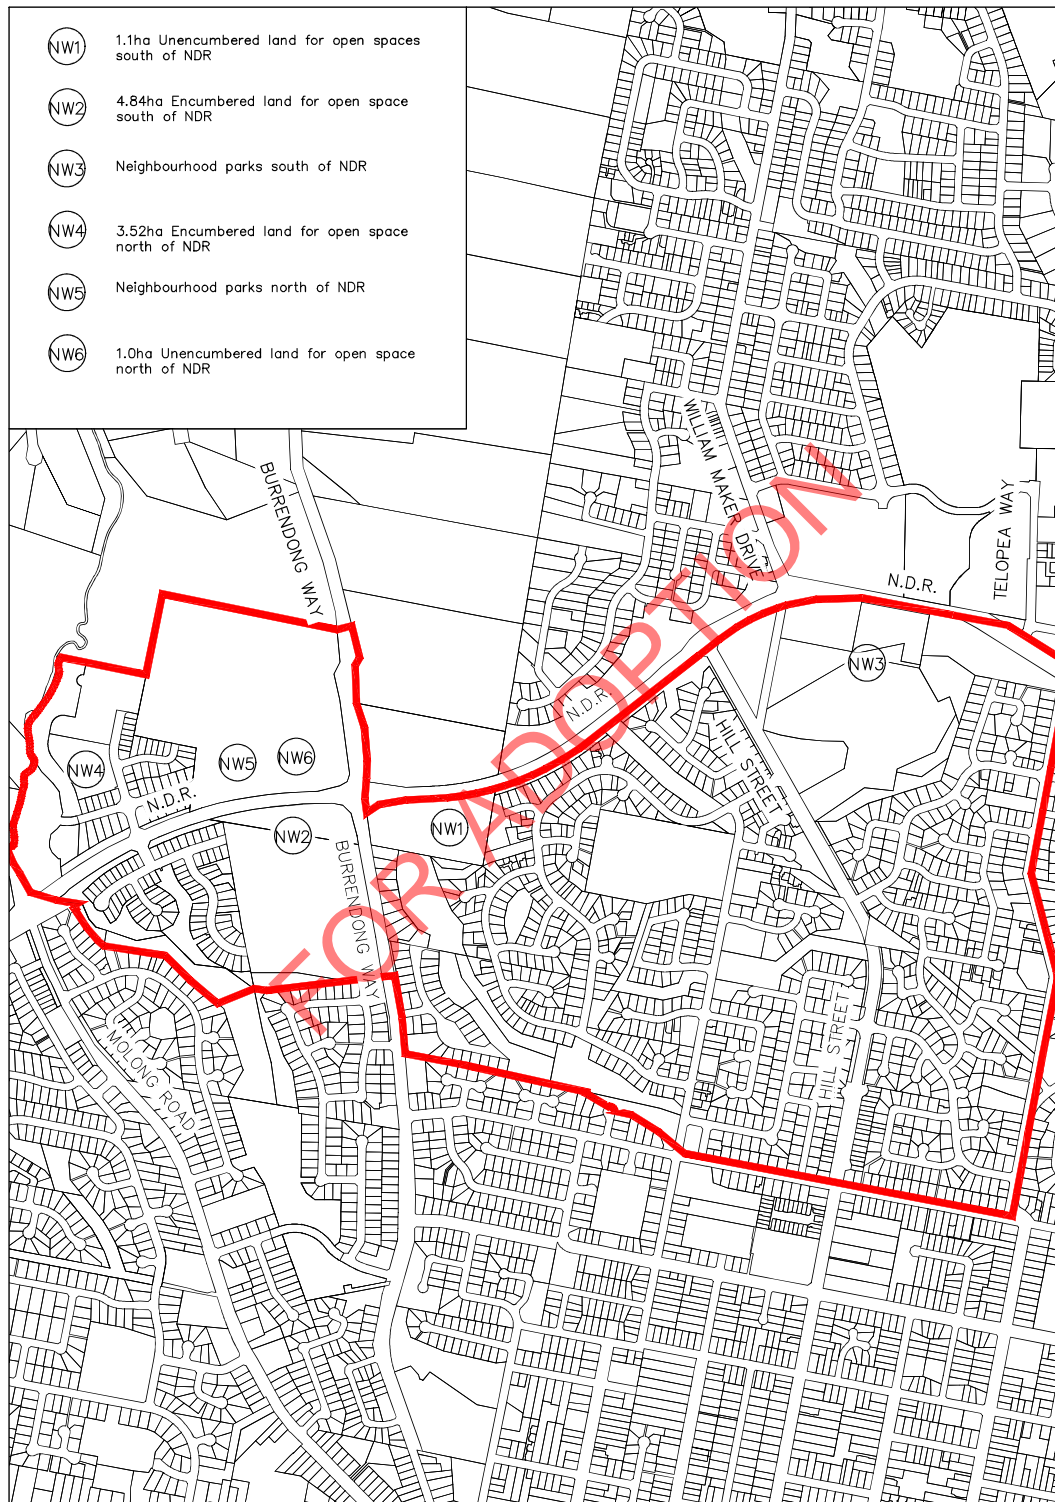 NW1 1.1ha Unencumbered land for open spaces
south of NDR
NW2 4.84ha Encumbered land for open space
south of NDR
NW3 Neighbourhood parks south of NDR
NW4 3.52ha Encumbered land for open space
north of NDR
NW5 Neighbourhood parks north of NDR
NW6 1.0ha Unencumbered land for open space
north of NDR
WILLIAM MAKER DRIVE
BURRENDONG WAY
TELOPEA WAY
N.D.R.
NW3
N.D.R.
HILL STREET
NW4
NW5
NW6
N.D.R.
NW2
NW1
BURRENDONG WAY
FOR ADOPTION
HILL STREET
MOLONG ROAD